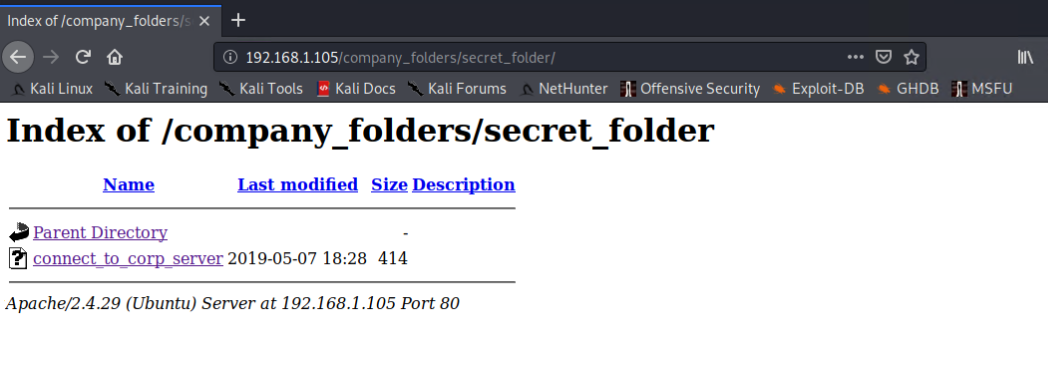 Index of /company_folders/s
192.168.1.105/company_folders/secret_folder/
Kali Linux Kali Training Kali Tools Kali Docs Kali Forums NetHunter Offensive Security Exploit-DB GHDB MSFU
Index of /company_folders/secret_folder
Name Last modified Size Description
Parent Directory -
connect_to_corp_server 2019-05-07 18:28 414
Apache/2.4.29 (Ubuntu) Server at 192.168.1.105 Port 80